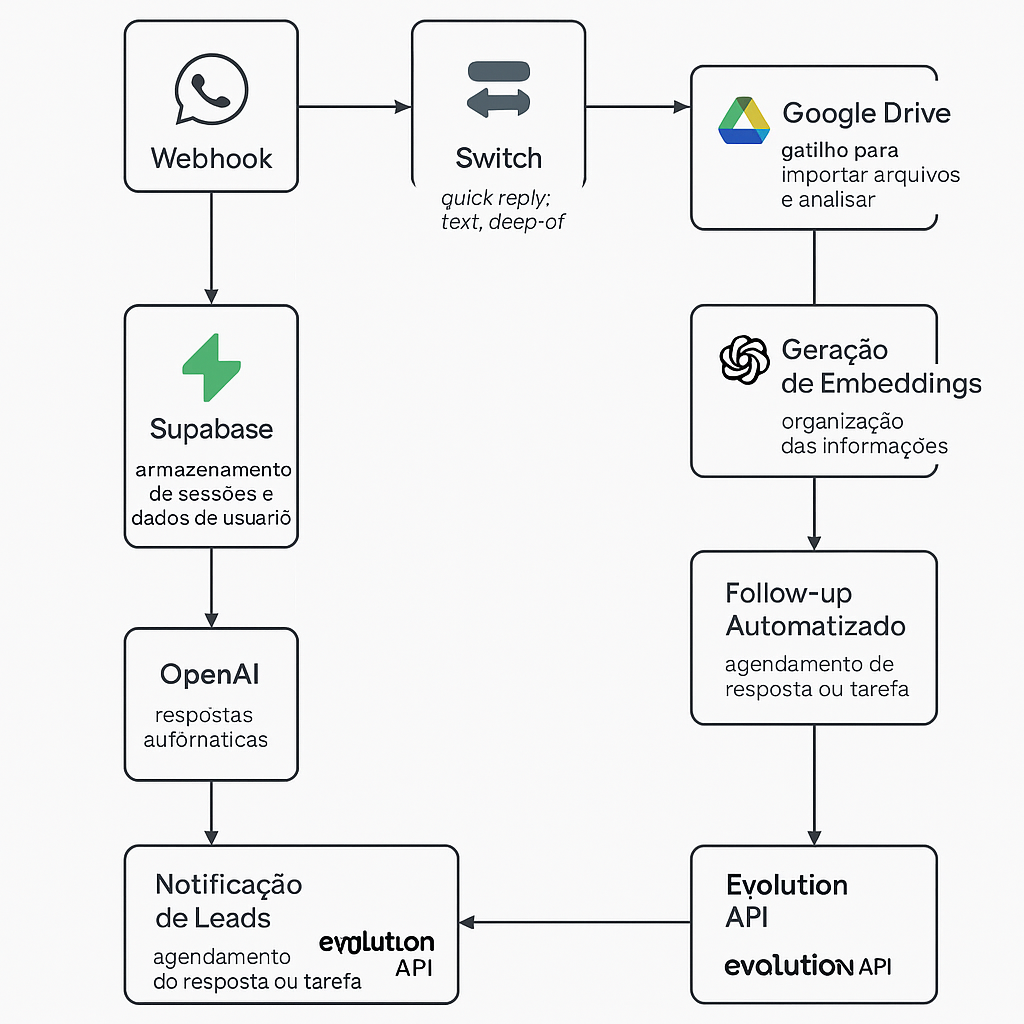 Webhook
Switch
quick reply;
text, deep-of
Google Drive
gatilho para
importar arquivos
e analisar
Supabase
armazenamento
de sessões e
dados de usuariõ
Geração
de Embeddings
organização
das informações
OpenAI
respostas
aufôrnaticas
Follow-up
Automatizado
agendamento de
resposta ou tarefa
Notificação
de Leads
agendamento
do resposta ou tarefa
evolution
API
Evolution
API
evolution API